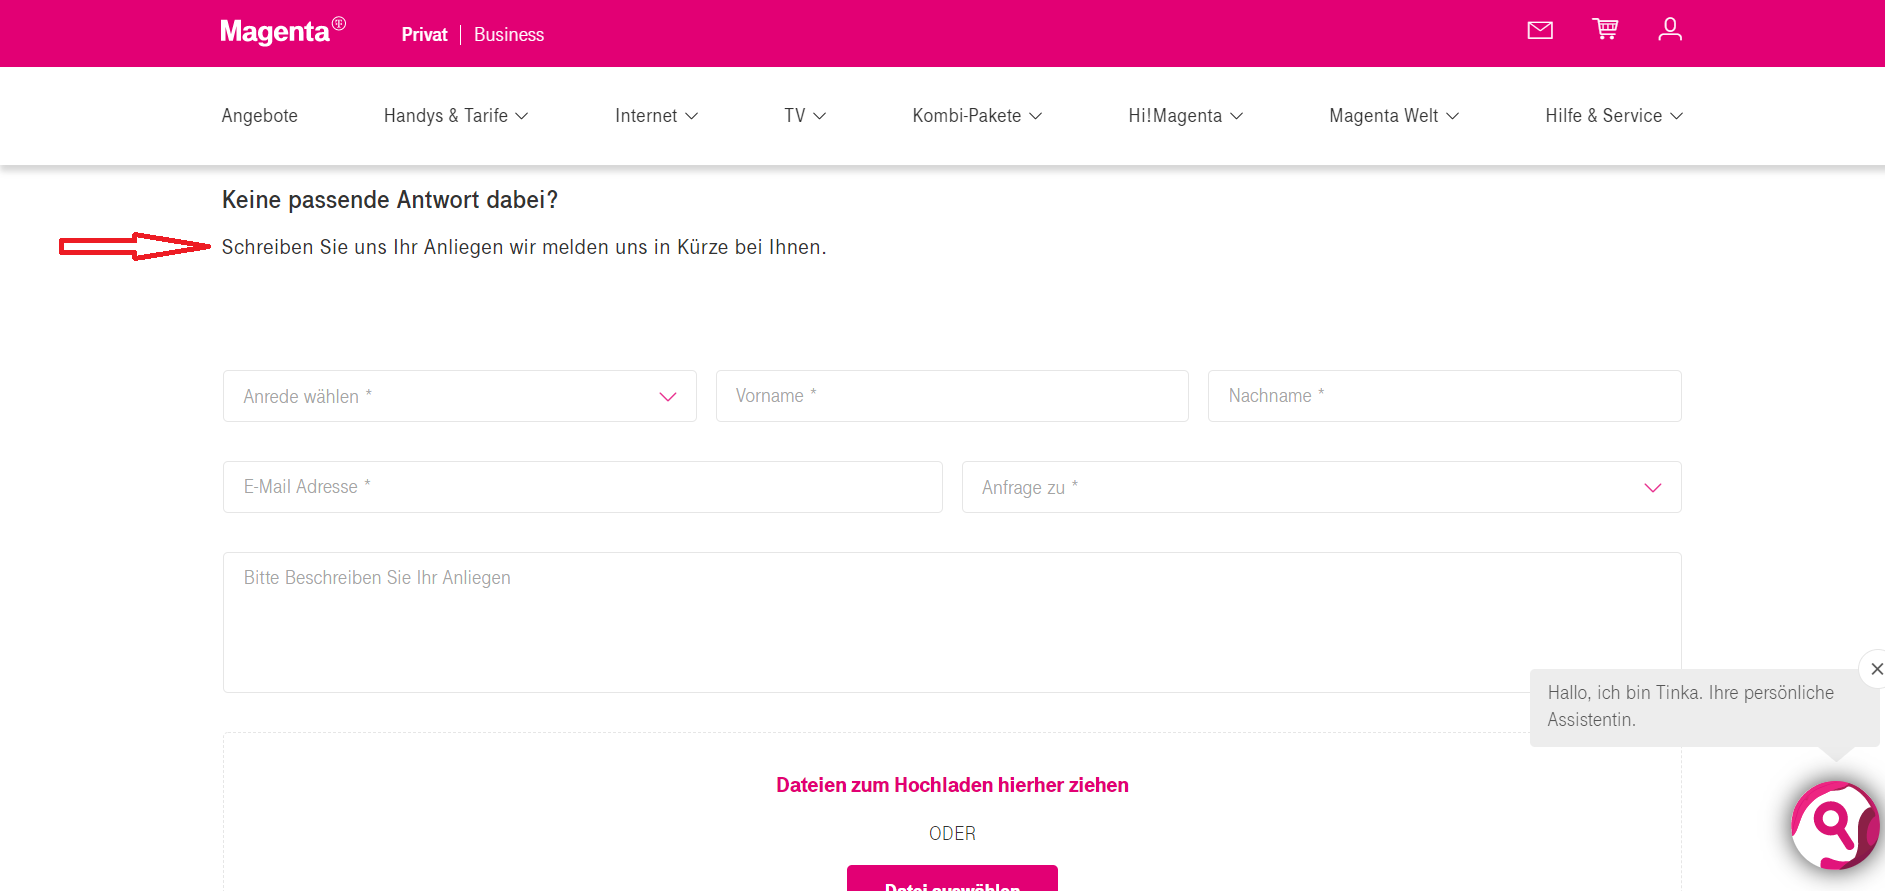 Magenta
Privat | Business
Angebote Handys & Tarife Internet TV Kombi-Pakete Hi!Magenta Magenta Welt Hilfe & Service
Keine passende Antwort dabei?
Schreiben Sie uns Ihr Anliegen wir melden uns in Kürze bei Ihnen.
Anrede wählen * Vorname * Nachname *
E-Mail Adresse * Anfrage zu *
Bitte Beschreiben Sie Ihr Anliegen
Hallo, ich bin Tinka. Ihre persönliche
Assistentin.
Dateien zum Hochladen hierher ziehen
ODER
Datei auswählen